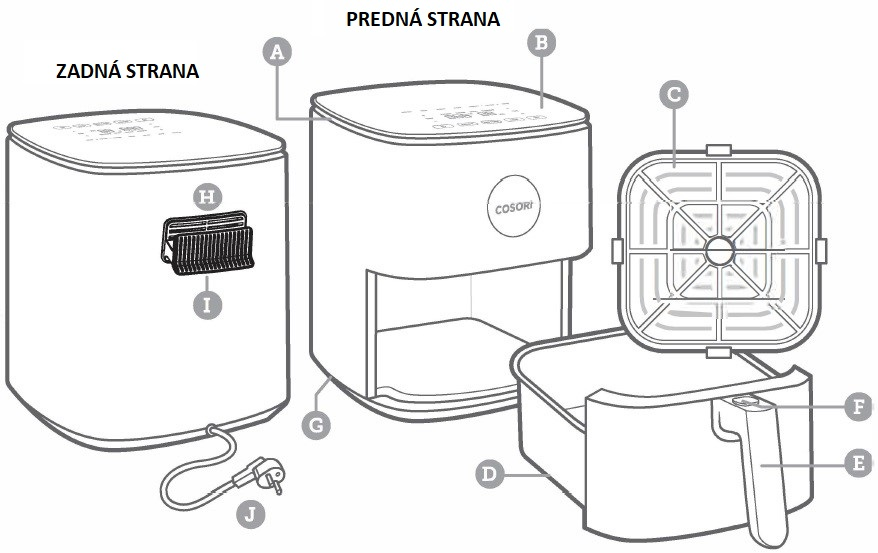 PREDNÁ STRANA
ZADNÁ STRANA
A
B
C
H
COSORI
I
G
F
E
D
J